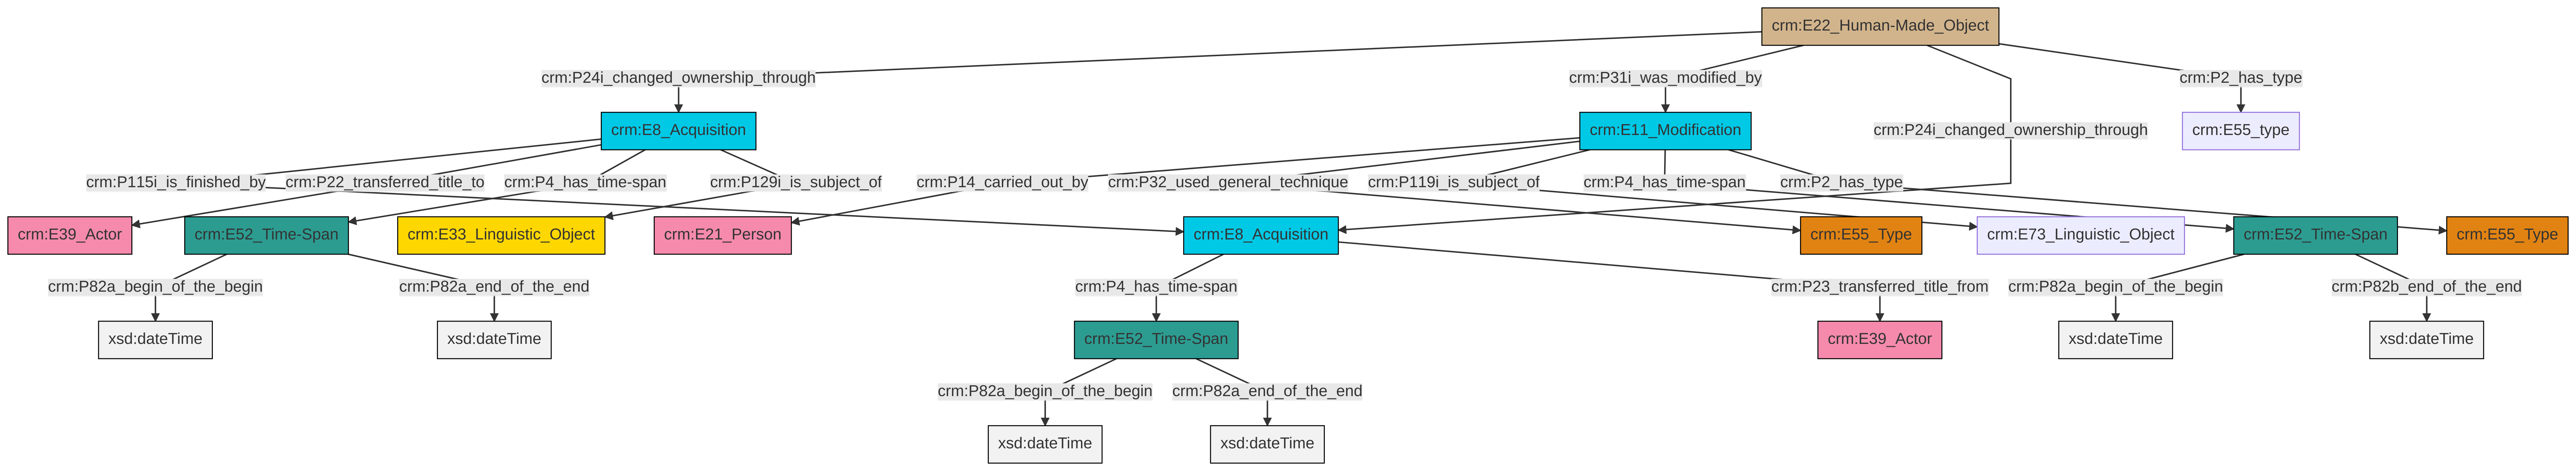 crm:E22_Human-Made_Object
crm:P24i_changed_ownership_through
crm:P31i_was_modified_by
crm:P2_has_type
crm:E8_Acquisition
crm:E11_Modification
crm:P24i_changed_ownership_through
crm:E55_type
crm:P115i_is_finished_by
crm:P22_transferred_title_to
crm:P4_has_time-span
crm:P129i_is_subject_of
crm:P14_carried_out_by
crm:P32_used_general_technique
crm:P119i_is_subject_of
crm:P4_has_time-span
crm:P2_has_type
crm:E39_Actor
crm:E52_Time-Span
crm:E33_Linguistic_Object
crm:E21_Person
crm:E8_Acquisition
crm:E55_Type
crm:E73_Linguistic_Object
crm:E52_Time-Span
crm:E55_Type
crm:P82a_begin_of_the_begin
crm:P82a_end_of_the_end
crm:P4_has_time-span
crm:P23_transferred_title_from
crm:P82a_begin_of_the_begin
crm:P82b_end_of_the_end
xsd:dateTime
xsd:dateTime
crm:E52_Time-Span
crm:E39_Actor
xsd:dateTime
xsd:dateTime
crm:P82a_begin_of_the_begin
crm:P82a_end_of_the_end
xsd:dateTime
xsd:dateTime